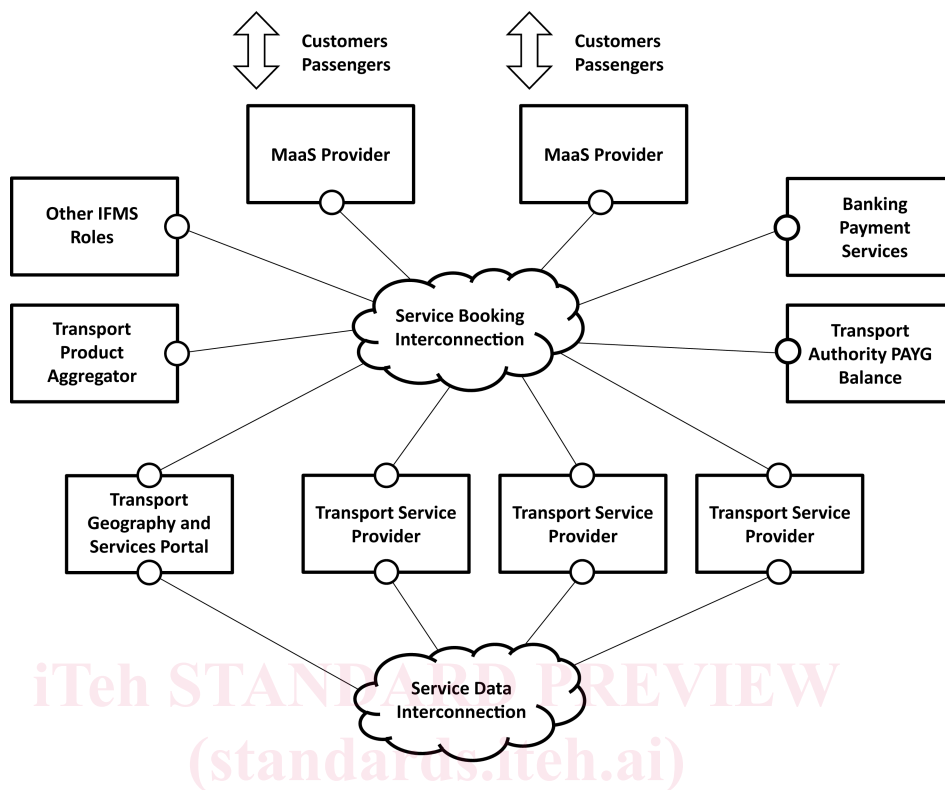 Customers
Passengers
Customers
Passengers
MaaS Provider
MaaS Provider
Other IFMS
Roles
Banking
Payment
Services
Service Booking
Interconnection
Transport
Product
Aggregator
Transport
Authority PAYG
Balance
Transport
Geography and
Services Portal
Transport Service
Provider
Transport Service
Provider
Transport Service
Provider
Service Data
Interconnection
iTeh STANDARD PREVIEW
(standards.iteh.ai)